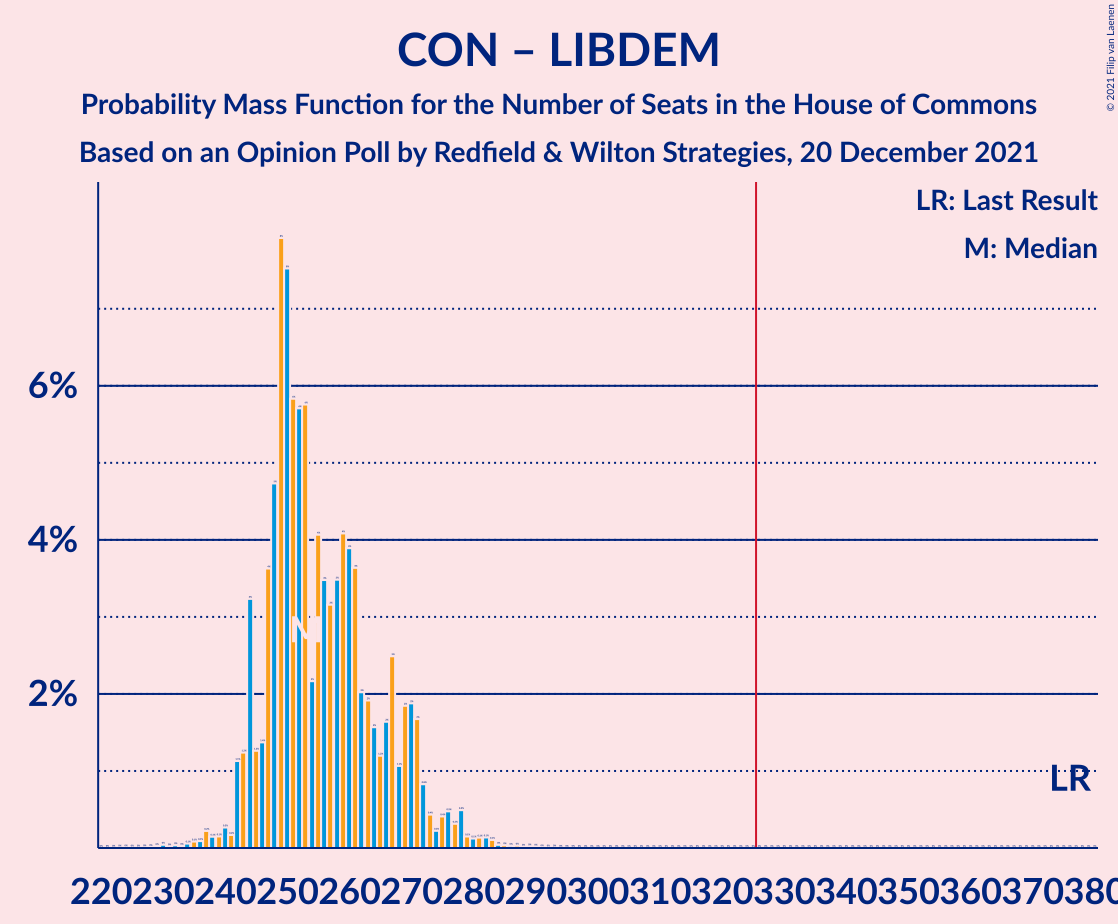 CON – LIBDEM
Probability Mass Function for the Number of Seats in the House of Commons
Based on an Opinion Poll by Redfield & Wilton Strategies, 20 December 2021
© 2021 Filip van Laenen
LR: Last Result
M: Median
6%
4%
2%
M
LR
220230240250260270280290300310320330340350360370380